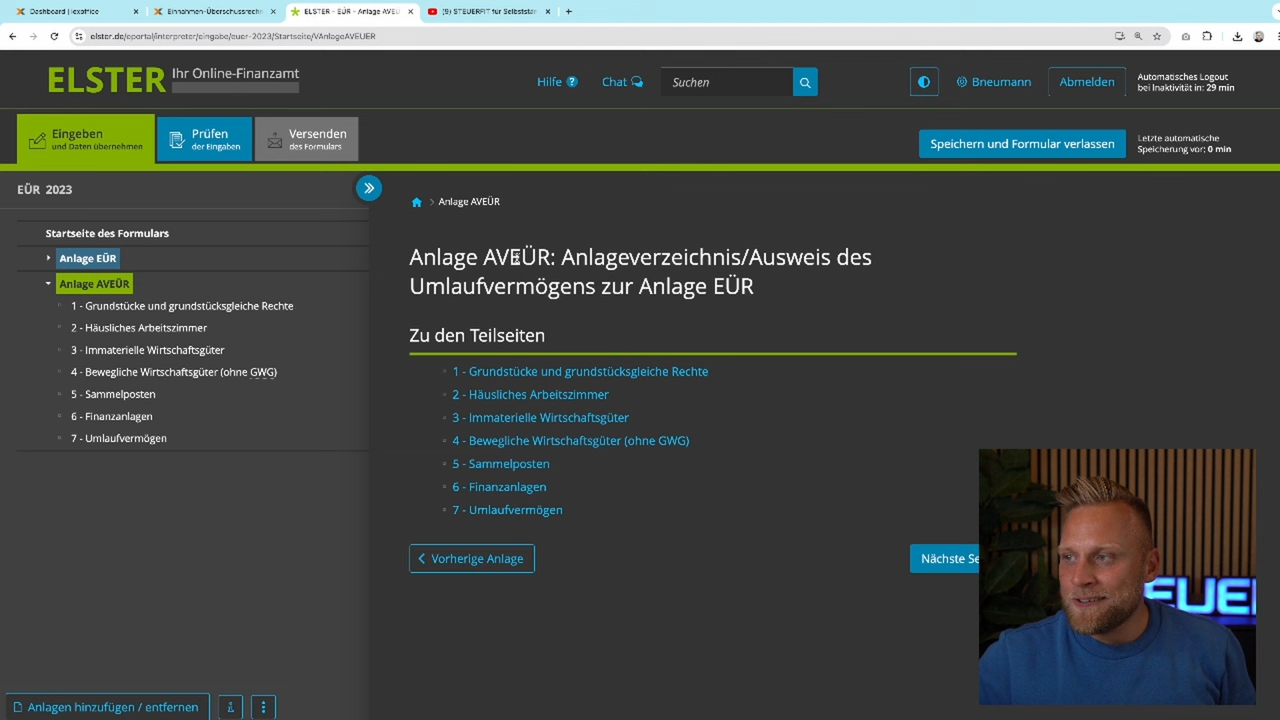 Dashboard | lexoffice
Einnahmen-Überschussrechn
ELSTER - EÜR - Anlage AVE
(9) STEUERFIT für Selbststän
elster.de/eportal/interpreter/eingabe/euer-2023/Startseite/VAnlageAVEUER
ELSTER Ihr Online-Finanzamt
Hilfe ?
Chat
Suchen
Bneumann
Abmelden
Automatisches Logout
bei Inaktivität in: 29 min
Eingeben
und Daten übernehmen
Prüfen
der Eingaben
Versenden
des Formulars
Speichern und Formular verlassen
Letzte automatische
Speicherung vor: 0 min
EÜR 2023
Startseite des Formulars
Anlage EÜR
Anlage AVEÜR
1 - Grundstücke und grundstücksgleiche Rechte
2 - Häusliches Arbeitszimmer
3 - Immaterielle Wirtschaftsgüter
4 - Bewegliche Wirtschaftsgüter (ohne GWG)
5 - Sammelposten
6 - Finanzanlagen
7 - Umlaufvermögen
Anlagen hinzufügen / entfernen
Anlage AVEÜR
Anlage AVEÜR: Anlageverzeichnis/Ausweis des
Umlaufvermögens zur Anlage EÜR
Zu den Teilseiten
1 - Grundstücke und grundstücksgleiche Rechte
2 - Häusliches Arbeitszimmer
3 - Immaterielle Wirtschaftsgüter
4 - Bewegliche Wirtschaftsgüter (ohne GWG)
5 - Sammelposten
6 - Finanzanlagen
7 - Umlaufvermögen
Vorherige Anlage
Nächste Se
EUER